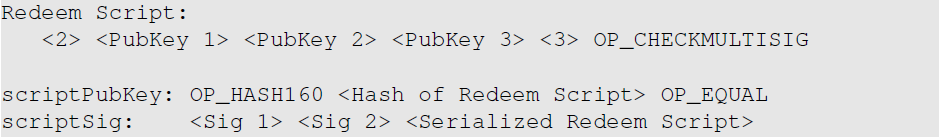 Redeem Script:
<2> <PubKey 1> <PubKey 2> <PubKey 3> <3> OP_CHECKMULTISIG
scriptPubKey: OP_HASH160 <Hash of Redeem Script> OP_EQUAL
scriptSig: <Sig 1> <Sig 2> <Serialized Redeem Script>